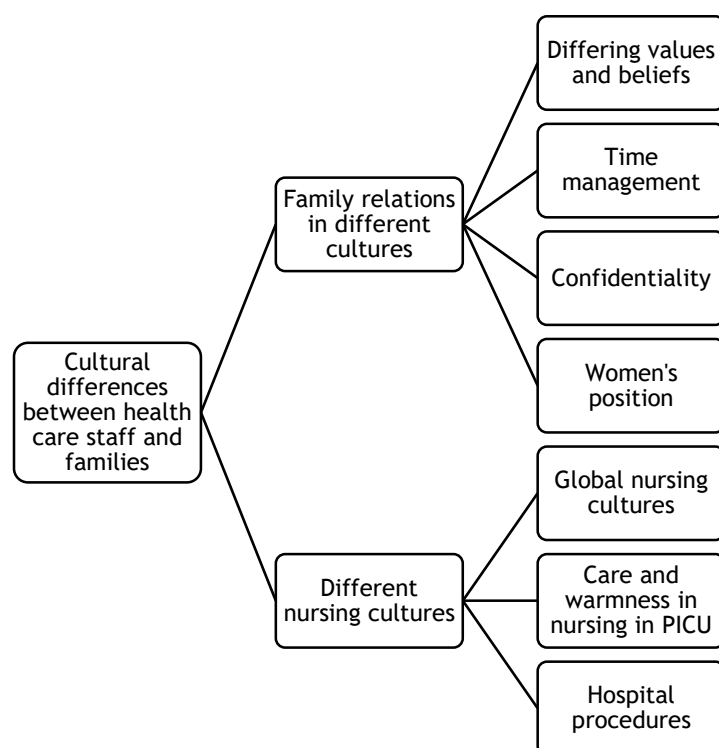 Differing values
and beliefs
Time
management
Family relations
in different
cultures
Confidentiality
Women's
position
Cultural
differences
between health
care staff and
families
Global nursing
cultures
Different
nursing cultures
Care and
warmness in
nursing in PICU
Hospital
procedures